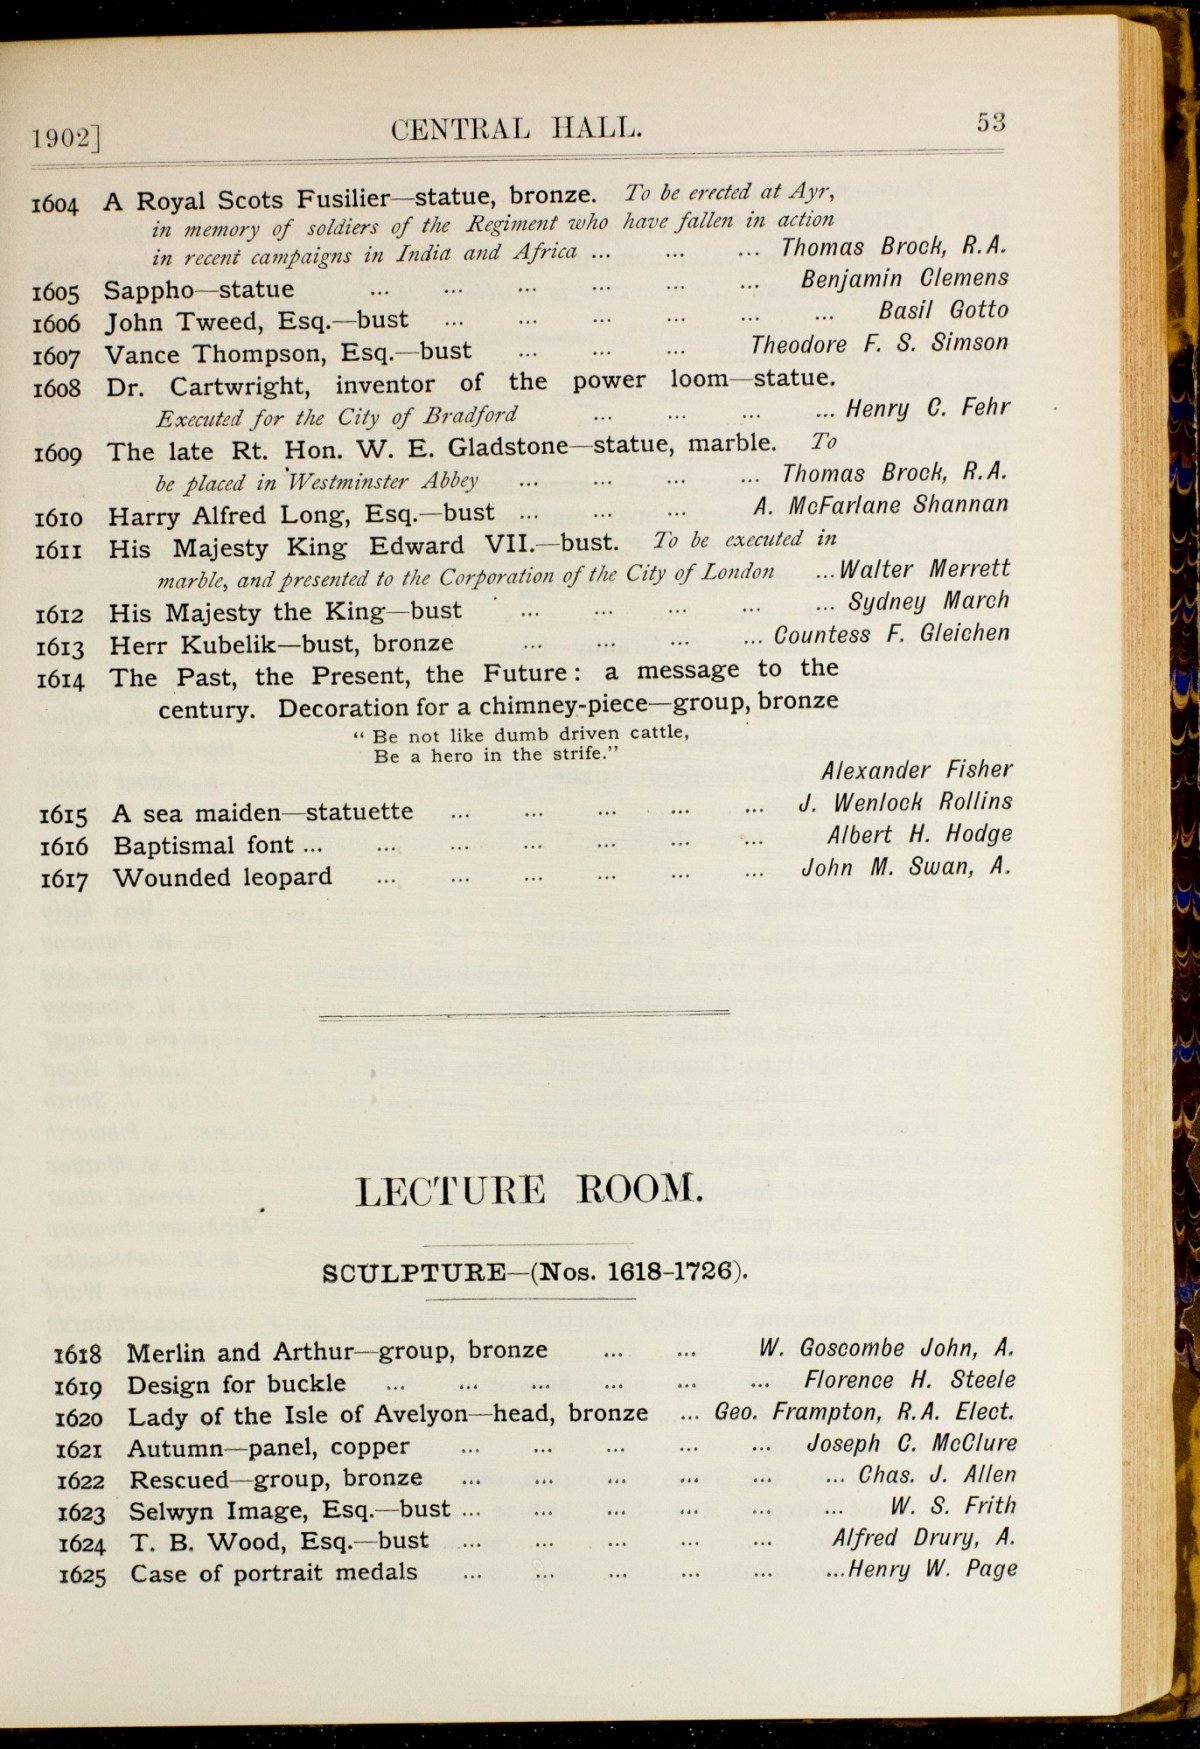 1902] CENTRAL HALL. 53
1604 A Royal Scots Fusilier—statue, bronze. To be erected at Ayr,
in memory of soldiers of the Regiment who have fallen in action
in recent campaigns in India and Africa ... ... ... Thomas Brock, R.A.
1605 Sappho—statue ... ... ... ... ... ... Benjamin Clemens
1606 John Tweed, Esq.—bust ... ... ... ... ... ... Basil Gotto
1607 Vance Thompson, Esq.—bust ... ... ... Theodore F. S. Simson
1608 Dr. Cartwright, inventor of the power loom—statue.
Executed for the City of Bradford ... ... ... ... Henry C. Fehr
1609 The late Rt. Hon. W. E. Gladstone—statue, marble. To
be placed in Westminster Abbey ... ... ... ... Thomas Brock, R.A.
1610 Harry Alfred Long, Esq.—bust ... ... ... A. McFarlane Shannan
1611 His Majesty King Edward VII.—bust. To be executed in
marble, and presented to the Corporation of the City of London ... Walter Merrett
1612 His Majesty the King—bust ... ... ... ... ... Sydney March
1613 Herr Kubelik—bust, bronze ... ... ... ... Countess F. Gleichen
1614 The Past, the Present, the Future: a message to the
century. Decoration for a chimney-piece—group, bronze
“ Be not like dumb driven cattle,
Be a hero in the strife.”
Alexander Fisher
1615 A sea maiden—statuette ... ... ... ... ... J. Wenlock Rollins
1616 Baptismal font ... ... ... ... ... ... ... Albert H. Hodge
1617 Wounded leopard ... ... ... ... ... ... John M. Swan, A.
LECTURE ROOM.
SCULPTURE—(Nos. 1618-1726).
1618 Merlin and Arthur—group, bronze ... ... W. Goscombe John, A.
1619 Design for buckle ... ... ... ... ... ... Florence H. Steele
1620 Lady of the Isle of Avelyon—head, bronze ... Geo. Frampton, R.A. Elect.
1621 Autumn—panel, copper ... ... ... ... ... Joseph C. McClure
1622 Rescued—group, bronze ... ... ... ... ... ... Chas. J. Allen
1623 Selwyn Image, Esq.—bust ... ... ... ... ... ... W. S. Frith
1624 T. B. Wood, Esq.—bust ... ... ... ... ... Alfred Drury, A.
1625 Case of portrait medals ... ... ... ... ... ... Henry W. Page